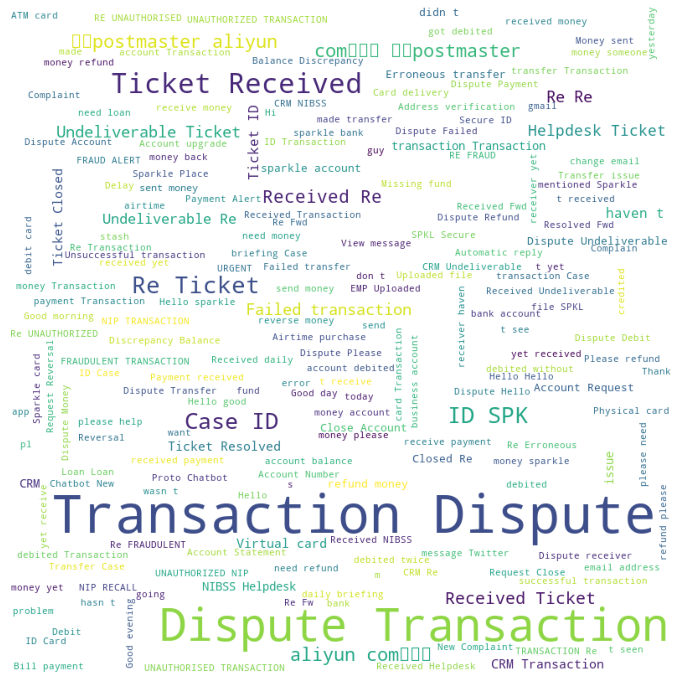 ATM card
RE UNAUTHORISED
UNAUTHORIZED TRANSACTION
didn t
received money
yesterday
postmaster aliyun
made
account Transaction
got debited
Money sent
com
postmaster
money someone
money refund
Balance Discrepancy
Erroneous transfer
transfer Transaction
Ticket Received
Dispute Payment
Complaint
receive money
CRM NIBSS
Card delivery
Re Re
need loan
Ticket ID
Hi
made transfer
Address verification
gmail
Secure ID
Undeliverable Ticket
sparkle bank
Dispute Failed
Helpdesk Ticket
Dispute Account
Account upgrade
ID Transaction
transaction Transaction
guy
RE FRAUD
FRAUD ALERT
money back
receiver yet
change email
Sparkle Place
sparkle account
Transfer issue
Ticket Closed
Delay
sent money
Missing fund
mentioned Sparkle
Payment Alert
Received Re
t received
airtime
Received Fwd
haven t
debit card
Undeliverable Re
Received Transaction
Dispute Refund
Resolved Fwd
Re Fwd
stash
need money
SPKL Secure
Dispute Undeliverable
Re Transaction
View message
Complain
Unsuccessful transaction
briefing Case
Automatic reply
received yet
URGENT
Failed transfer
CRM Undeliverable
t yet
don t
Uploaded file
transaction Case
credited
money Transaction
Re Ticket
send money
EMP Uploaded
Received Undeliverable
payment Transaction
Hello sparkle
Failed transaction
file SPKL
bank account
Good morning
NIP TRANSACTION
reverse money
send
receiver haven
t see
Re UNAUTHORIZED
Discrepancy Balance
Airtime purchase
card Transaction
business account
Dispute Debit
Sparkle card
Request Reversal
Dispute Please
yet received
Please refund
FRAUDULENT TRANSACTION
Received daily
account debited
debited without
Thank
ID Case
Payment received
error
t receive
Hello Hello
Dispute Money
Dispute Transfer
fund
Good day
today
Dispute Hello
Account Request
Hello good
app
please help
Case ID
money account
ID SPK
Physical card
Close Account
Reversal
want
money please
please need
pl
Ticket Resolved
receive payment
Re Erroneous
received payment
account balance
Closed Re
money sparkle
issue
Loan Loan
Proto Chatbot
Account Number
CRM
Chatbot New
s
refund money
debited
yet receive
wasn t
Hello
refund please
Transaction Dispute
Re FRAUDULENT
Virtual card
Received NIBSS
debited Transaction
Account Statement
message Twitter
Dispute receiver
Transfer Case
debited twice
email address
UNAUTHORIZED NIP
need refund
m
CRM Re
Request Close
successful transaction
money yet
NIP RECALL
going
NIBSS Helpdesk
daily briefing
hasn t
Good evening
Re Fw
bank
Received Ticket
problem
Dispute Transaction
Debit
ID Card
New Complaint
TRANSACTION Re
t seen
aliyun com
Bill payment
UNAUTHORISED TRANSACTION
Received Helpdesk
CRM Transaction